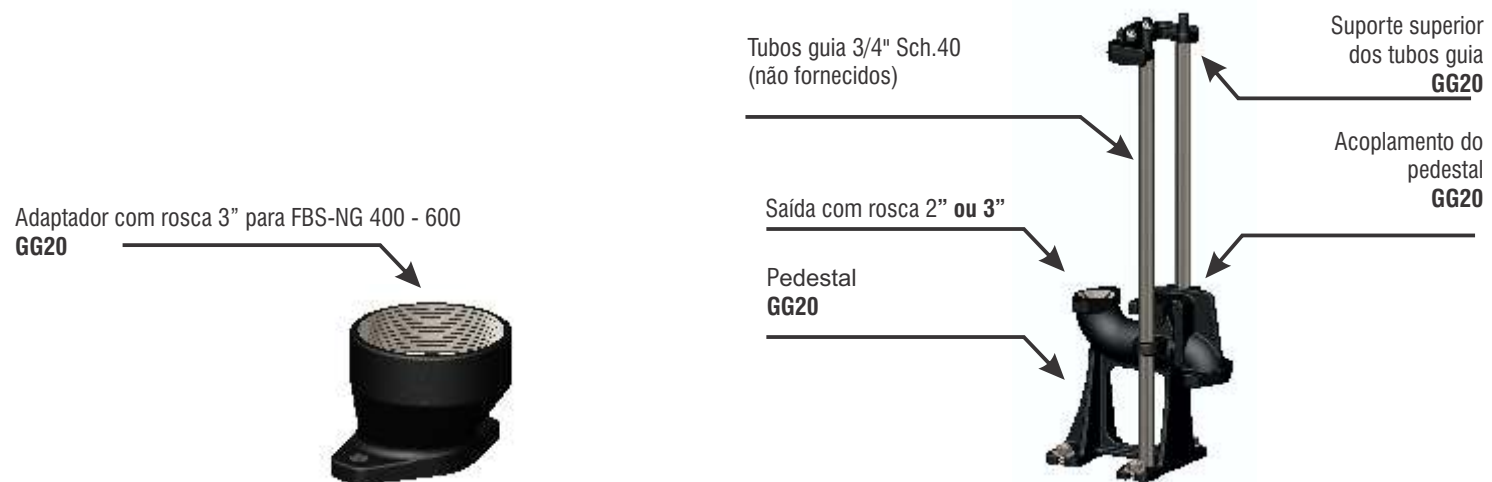 Adaptador com rosca 3” para FBS-NG 400 - 600
GG20
Tubos guia 3/4" Sch.40
(não fornecidos)
Saída com rosca 2” ou 3”
Pedestal
GG20
Suporte superior
dos tubos guia
GG20
Acoplamento do
pedestal
GG20